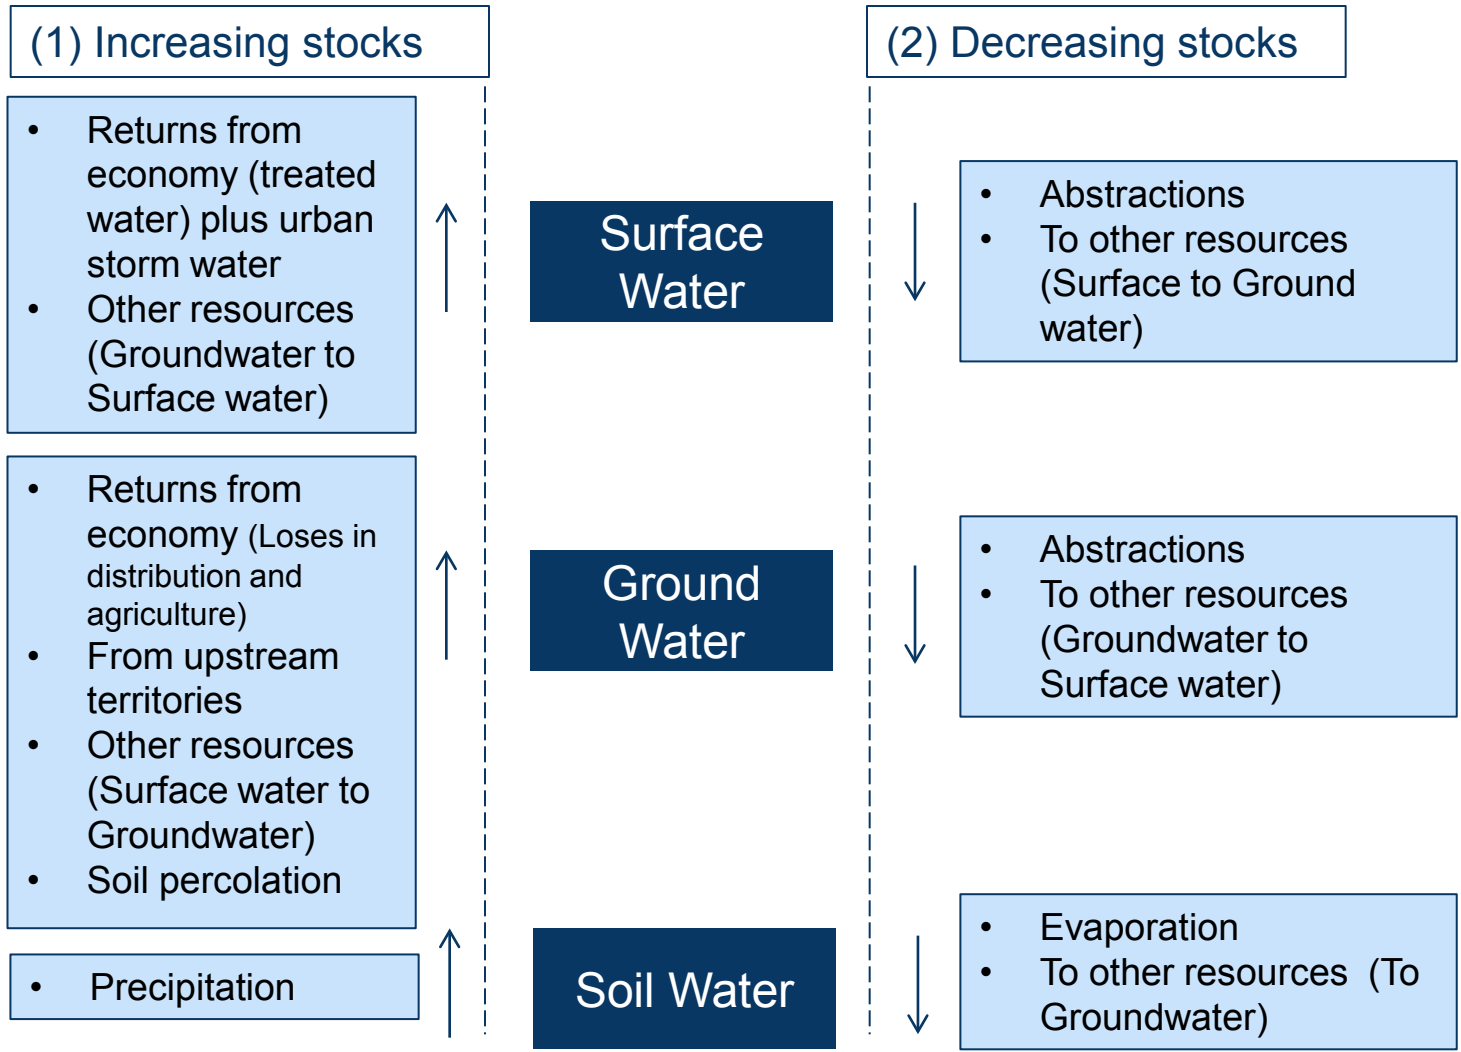 (1) Increasing stocks
(2) Decreasing stocks
• Returns from
economy (treated
water) plus urban
storm water
• Other resources
(Groundwater to
Surface water)
Surface
Water
• Abstractions
• To other resources
(Surface to Ground
water)
• Returns from
economy (Loses in
distribution and
agriculture)
• From upstream
territories
• Other resources
(Surface water to
Groundwater)
• Soil percolation
Ground
Water
• Abstractions
• To other resources
(Groundwater to
Surface water)
• Precipitation
Soil Water
• Evaporation
• To other resources (To
Groundwater)